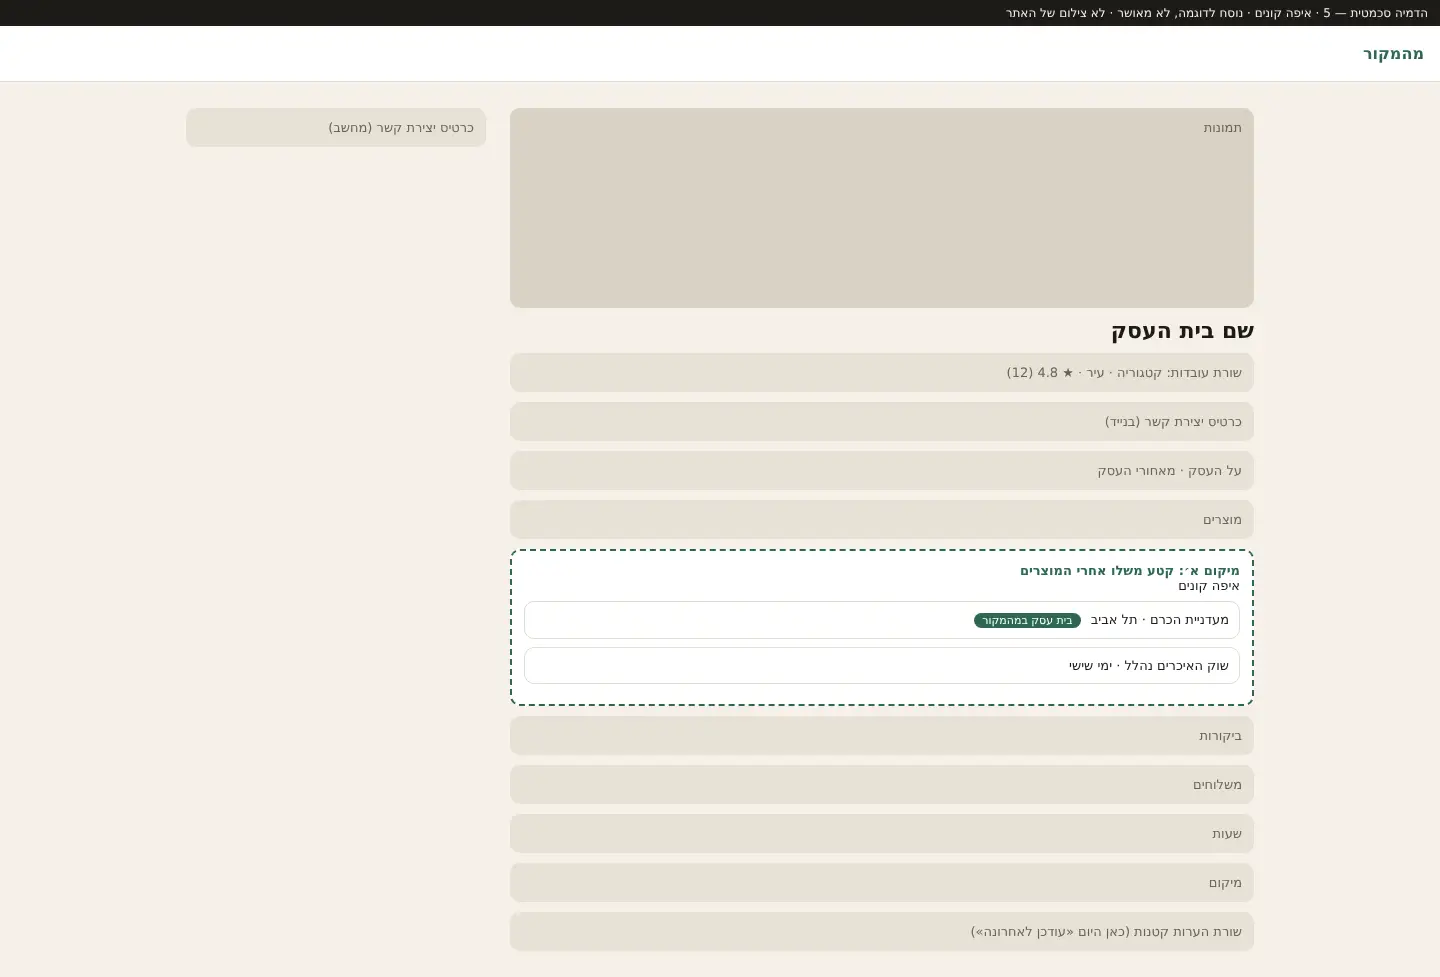 הדמיה סכמטית — 5 · איפה קונים · נוסח לדוגמה, לא מאושר · לא צילום של האתר
מהמקור
תמונות
כרטיס יצירת קשר (מחשב)
שם בית העסק
שורת עובדות: קטגוריה · עיר · ★ 4.8 (12)
כרטיס יצירת קשר (בנייד)
על העסק · מאחורי העסק
מוצרים
מיקום א׳: קטע משלו אחרי המוצרים
איפה קונים
מעדניית הכרם · תל אביב בית עסק במהמקור
שוק האיכרים נהלל · ימי שישי
ביקורות
משלוחים
שעות
מיקום
שורת הערות קטנות (כאן היום «עודכן לאחרונה»)